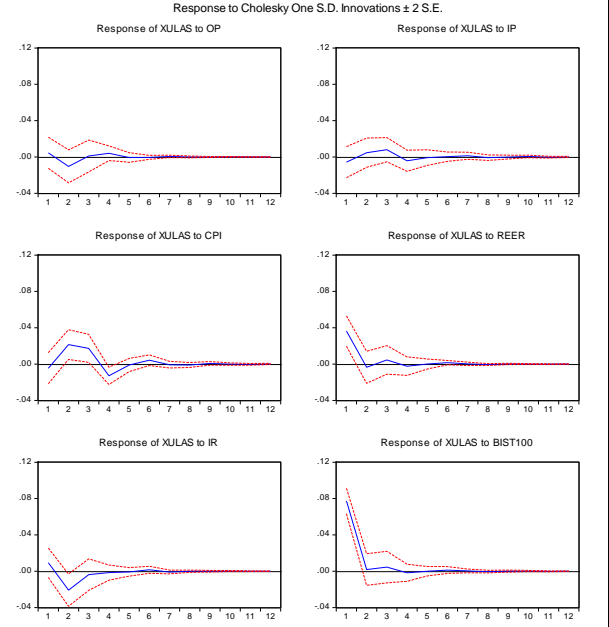 Response to Cholesky One S.D. Innovations ± 2 S.E.
Response of XULAS to OP
.12
.08
.04
.00
-.04
1 2 3 4 5 6 7 8 9 10 11 12
Response of XULAS to IP
.12
.08
.04
.00
-.04
1 2 3 4 5 6 7 8 9 10 11 12
Response of XULAS to CPI
.12
.08
.04
.00
-.04
1 2 3 4 5 6 7 8 9 10 11 12
Response of XULAS to REER
.12
.08
.04
.00
-.04
1 2 3 4 5 6 7 8 9 10 11 12
Response of XULAS to IR
.12
.08
.04
.00
-.04
1 2 3 4 5 6 7 8 9 10 11 12
Response of XULAS to BIST100
.12
.08
.04
.00
-.04
1 2 3 4 5 6 7 8 9 10 11 12